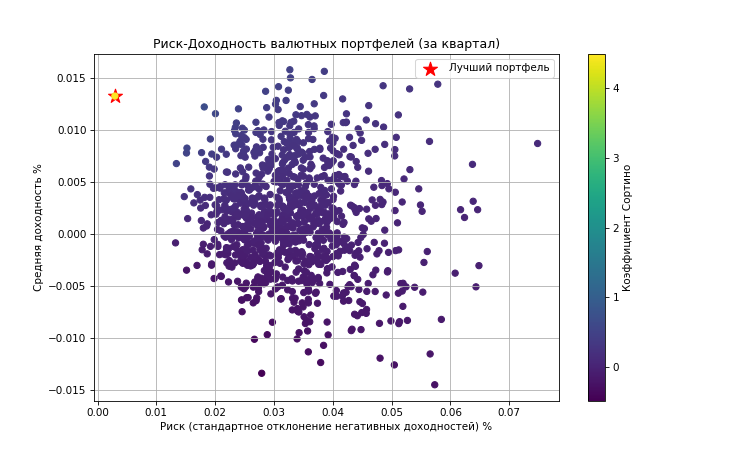 Риск-Доходность валютных портфелей (за квартал)
Лучший портфель
Средняя доходность %
0.015
0.010
0.005
0.000
−0.005
−0.010
−0.015
0.00 0.01 0.02 0.03 0.04 0.05 0.06 0.07
Риск (стандартное отклонение негативных доходностей) %
4
3
2
1
0
Коэффициент Сортино